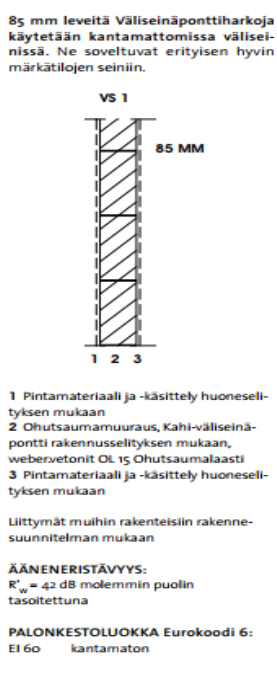 85 mm leveitä Väliseinäponttiharkoja
käytetään kantamattomissa välisei-
nissä. Ne soveltuvat erityisen hyvin
märkätilojen seiniin.
VS 1
85 MM
1 2 3
1 Pintamateriaali ja -käsittely huoneseli-
tyksen mukaan
2 Ohutsaumamuuraus, Kahi-väliseinä-
pontti rakennusselityksen mukaan,
weber.vetonit OL 15 Ohutsaumalaasti
3 Pintamateriaali ja -käsittely huoneseli-
tyksen mukaan
Liittymät muihin rakenteisiin rakenne-
suunnitelman mukaan
ÄÄNENERISTÄVYYS:
R'w = 42 dB molemmin puolin
tasoitettuna
PALONKESTOLUOKKA Eurokoodi 6:
EI 60 kantamaton